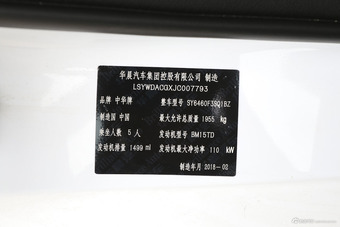 华晨汽车集团控股有限公司 制造
LSYWDACGXJC007793
品牌 中华牌 整车型号 SY6460F3SQ1BZ
制造国 中国 最大允许总质量 1955 kg
乘坐人数 5 人 发动机型号 BM15TD
发动机排量 1499 ml 发动机最大净功率 110 kW
制造年月 2018-02